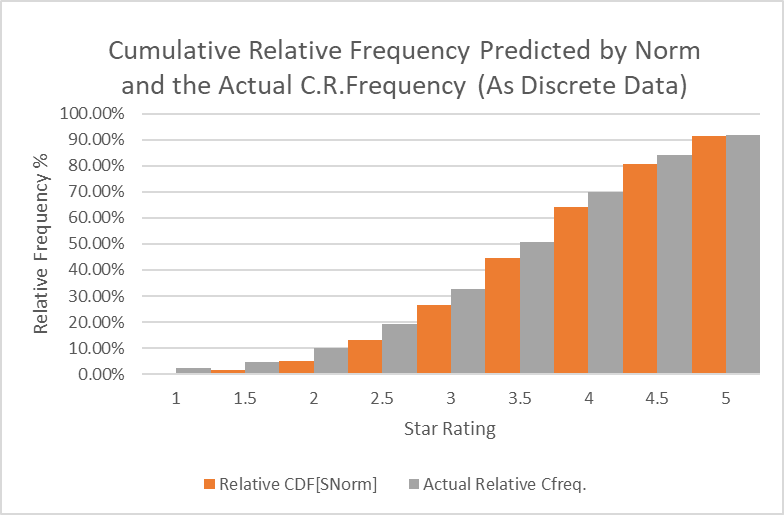 Cumulative Relative Frequency Predicted by Norm
and the Actual C.R.Frequency (As Discrete Data)
100.00%
90.00%
80.00%
70.00%
60.00%
50.00%
40.00%
30.00%
20.00%
10.00%
0.00%
Relative Frequency %
1 1.5 2 2.5 3 3.5 4 4.5 5
Star Rating
Relative CDF[SNorm] Actual Relative Cfreq.